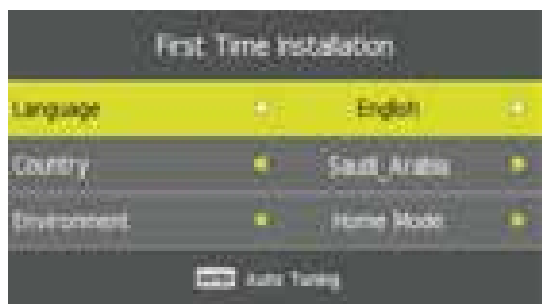 First Time Installation
Language English
Country Saudi_Arabia
Environment Home Mode
Auto Tuning